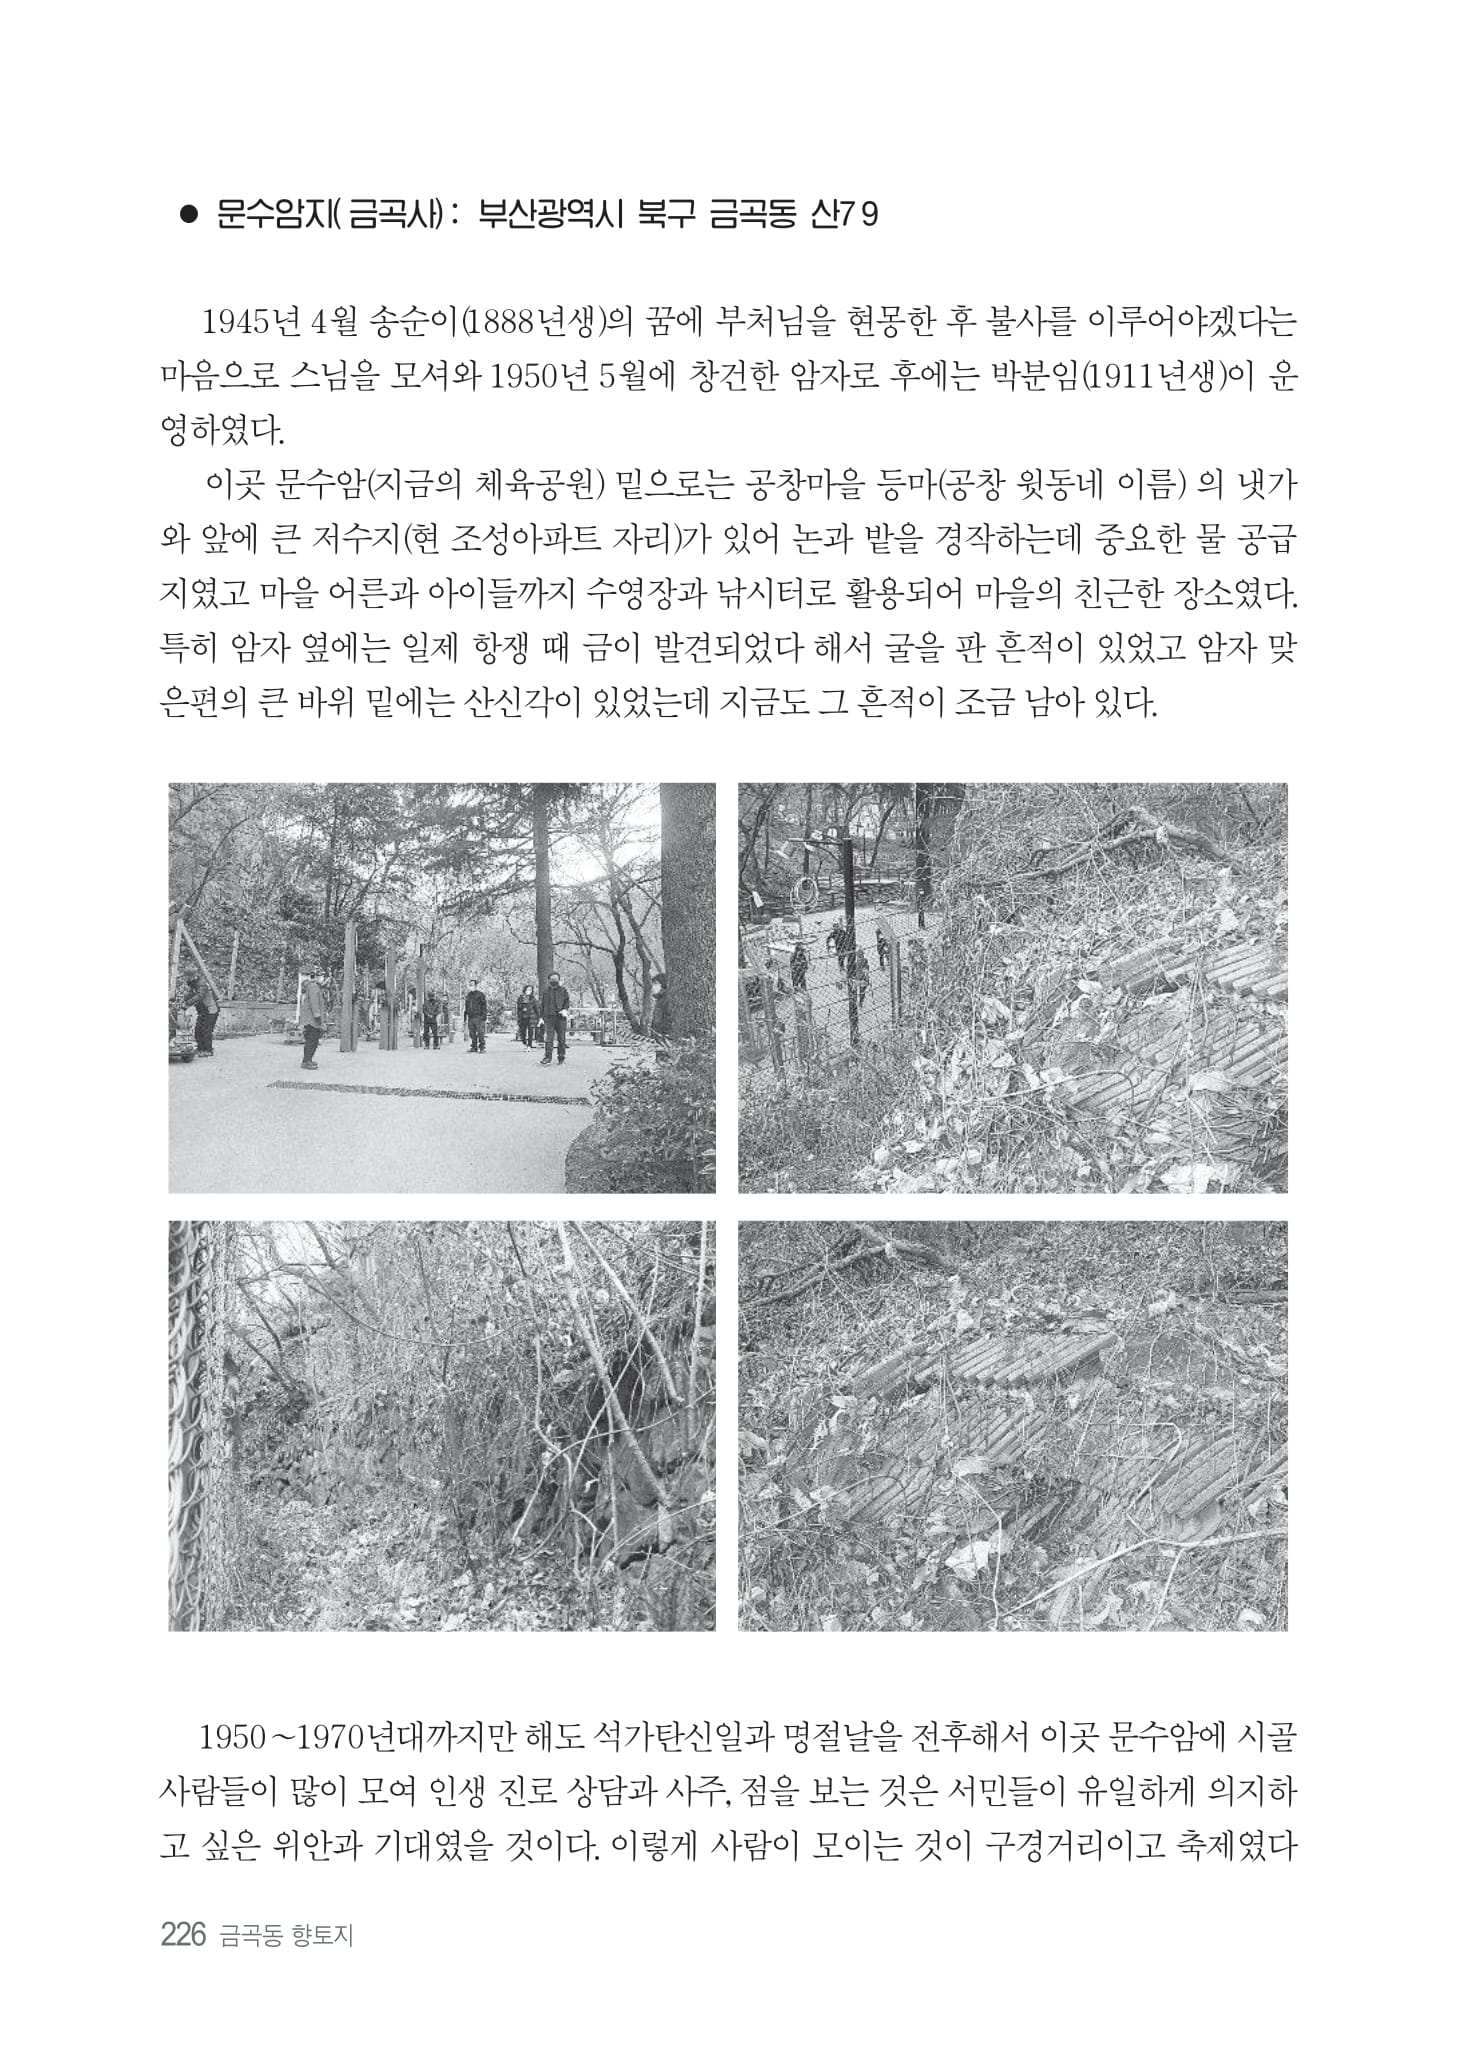 ● 문수암지(금곡사): 부산광역시 북구 금곡동 산79
1945년 4월 송순이(1888년생)의 꿈에 부처님을 현몽한 후 불사를 이루어야겠다는
마음으로 스님을 모셔와 1950년 5월에 창건한 암자로 후에는 박분임(1911년생)이 운
영하였다.
이곳 문수암(지금의 체육공원) 밑으로는 공창마을 등마(공창 윗동네 이름) 의 냇가
와 앞에 큰 저수지(현 조성아파트 자리)가 있어 논과 밭을 경작하는데 중요한 물 공급
지였고 마을 어른과 아이들까지 수영장과 낚시터로 활용되어 마을의 친근한 장소였다.
특히 암자 옆에는 일제 항쟁 때 금이 발견되었다 해서 굴을 판 흔적이 있었고 암자 맞
은편의 큰 바위 밑에는 산신각이 있었는데 지금도 그 흔적이 조금 남아 있다.
1950~1970년대까지만 해도 석가탄신일과 명절날을 전후해서 이곳 문수암에 시골
사람들이 많이 모여 인생 진로 상담과 사주, 점을 보는 것은 서민들이 유일하게 의지하
고 싶은 위안과 기대였을 것이다. 이렇게 사람이 모이는 것이 구경거리이고 축제였다
226 금곡동 향토지